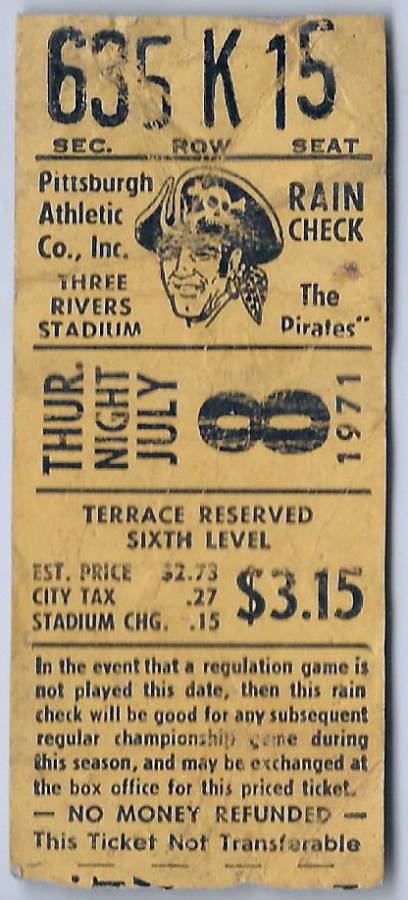 635 K 15
SEC. ROW SEAT
Pittsburgh
Athletic
Co., Inc.
THREE
RIVERS
STADIUM
RAIN
CHECK
The
Pirates"
THUR.
NIGHT
JULY
8
1971
TERRACE RESERVED
SIXTH LEVEL
EST. PRICE $2.73
CITY TAX .27
STADIUM CHG. .15
$3.15
In the event that a regulation game is
not played this date, then this rain
check will be good for any subsequent
regular championship game during
this season, and may be exchanged at
the box office for this priced ticket.
— NO MONEY REFUNDED —
This Ticket Not Transferable